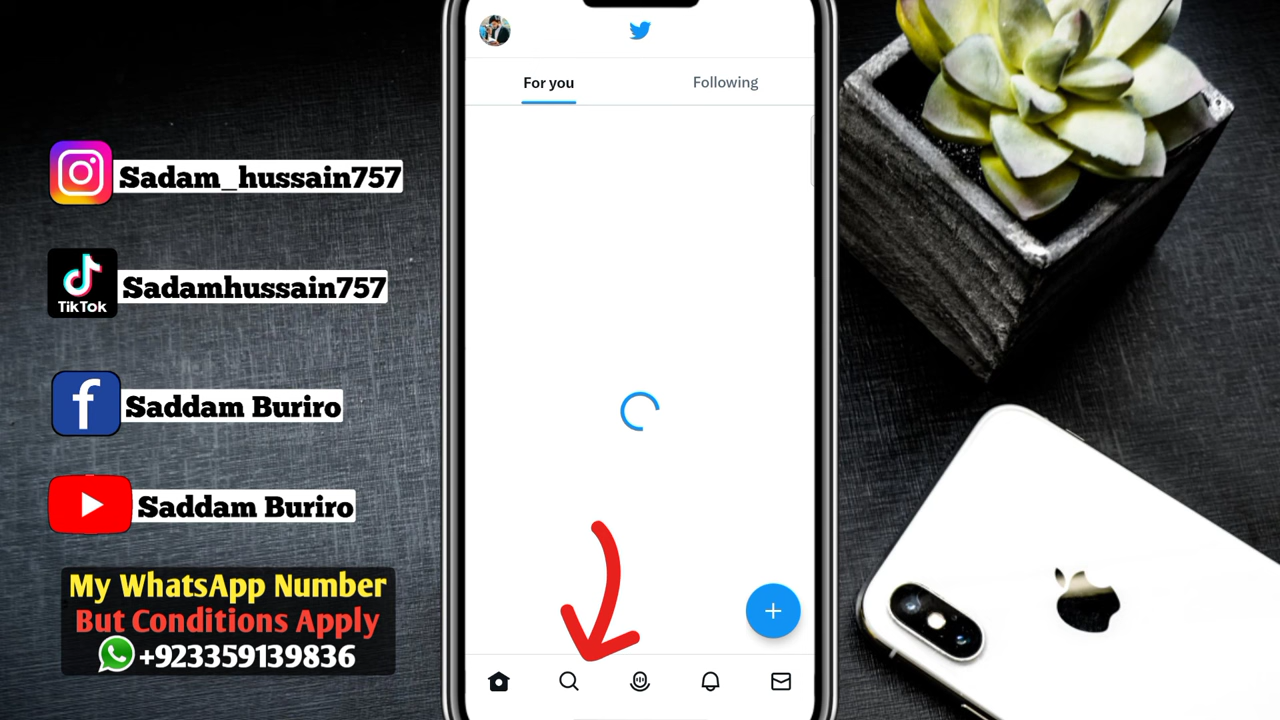 For you
Following
Sadam_hussain757
TikTok
Sadamhussain757
f
Saddam Buriro
Saddam Buriro
My WhatsApp Number
But Conditions Apply
+923359139836